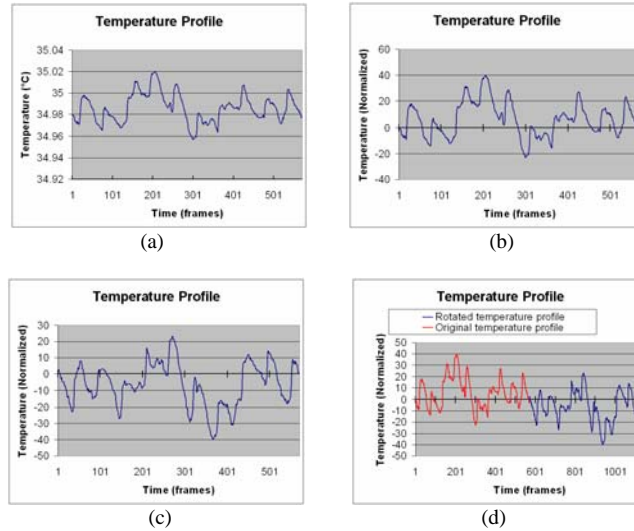 Temperature Profile
35.04
35.02
35
34.98
34.96
34.94
34.92
Temperature (°C)
1 101 201 301 401 501
Time (frames)
(a)
Temperature Profile
60
40
20
0
-20
-40
Temperature (Normalized)
1 101 201 301 401 501
Time (frames)
(b)
Temperature Profile
30
20
10
0
-10
-20
-30
-40
-50
Temperature (Normalized)
1 101 201 301 401 501
Time (frames)
(c)
Temperature Profile
Rotated temperature profile
Original temperature profile
50
40
30
20
10
0
-10
-20
-30
-40
-50
Temperature (Normalized)
1 201 401 601 801 1001
Time (frames)
(d)